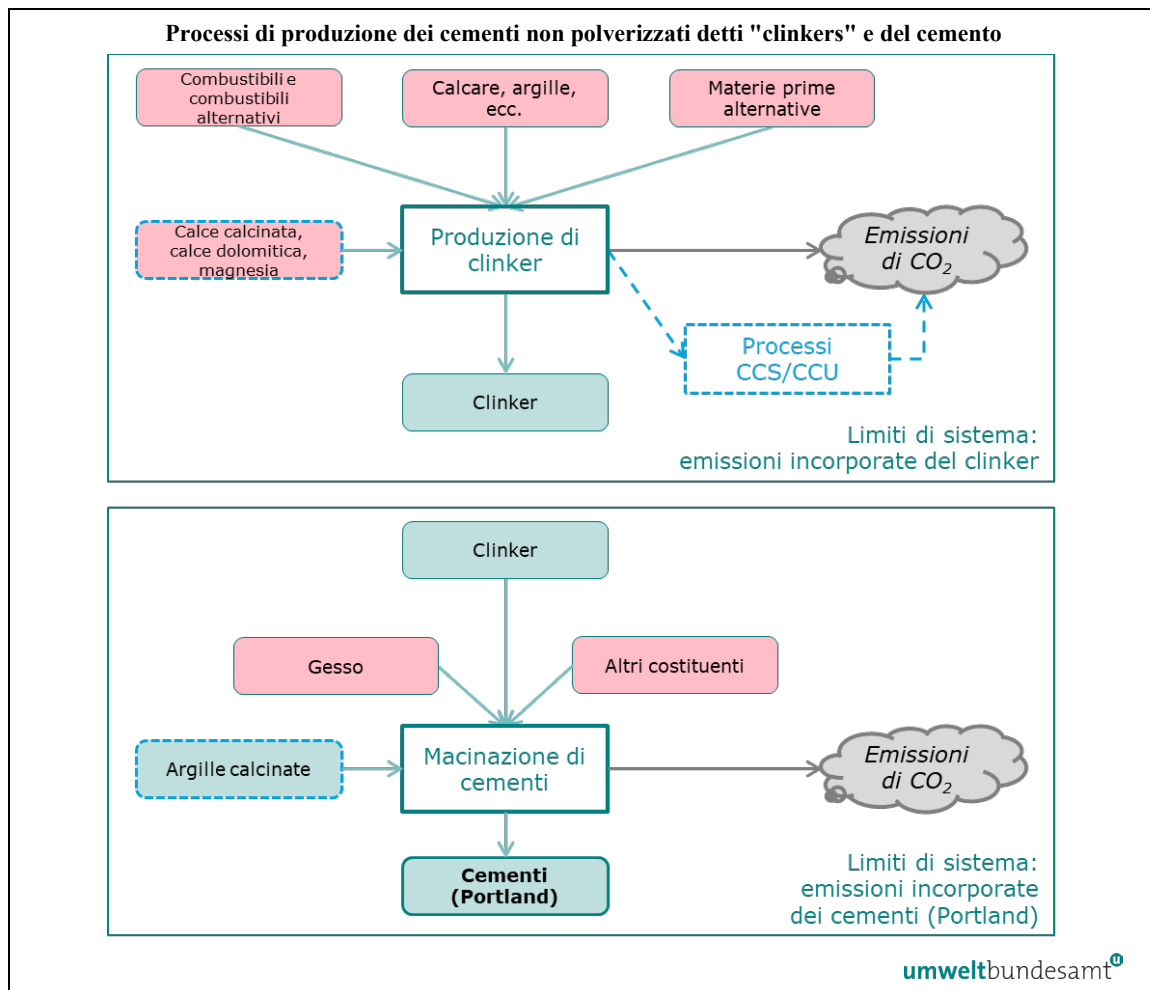 Processi di produzione dei cementi non polverizzati detti "clinkers" e del cemento
Combustibili e
combustibili
alternativi
Calcare, argille,
ecc.
Materie prime
alternative
Calce calcinata,
calce dolomitica,
magnesia
Produzione di
clinker
Emissioni
di CO2
Processi
CCS/CCU
Clinker
Limiti di sistema:
emissioni incorporate del clinker
Clinker
Gesso
Altri costituenti
Argille calcinate
Macinazione di
cementi
Emissioni
di CO2
Cementi
(Portland)
Limiti di sistema:
emissioni incorporate
dei cementi (Portland)
umweltbundesamt u